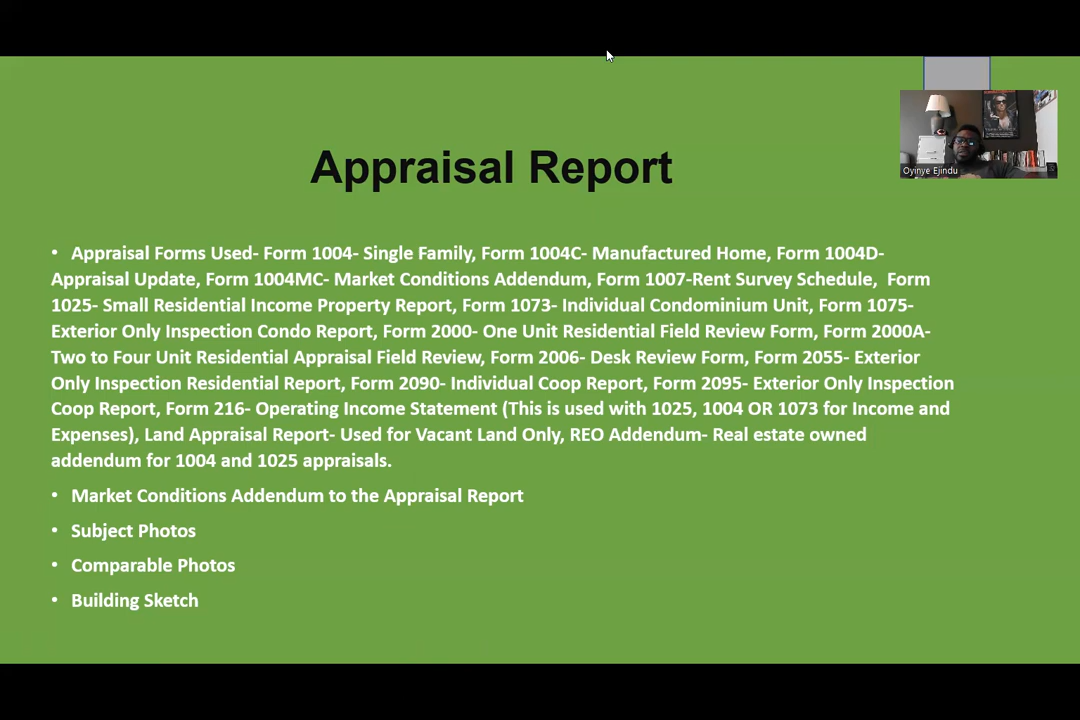 Appraisal Report
Oyinye Ejindu
• Appraisal Forms Used- Form 1004- Single Family, Form 1004C- Manufactured Home, Form 1004D-
Appraisal Update, Form 1004MC- Market Conditions Addendum, Form 1007-Rent Survey Schedule, Form
1025- Small Residential Income Property Report, Form 1073- Individual Condominium Unit, Form 1075-
Exterior Only Inspection Condo Report, Form 2000- One Unit Residential Field Review Form, Form 2000A-
Two to Four Unit Residential Appraisal Field Review, Form 2006- Desk Review Form, Form 2055- Exterior
Only Inspection Residential Report, Form 2090- Individual Coop Report, Form 2095- Exterior Only Inspection
Coop Report, Form 216- Operating Income Statement (This is used with 1025, 1004 OR 1073 for Income and
Expenses), Land Appraisal Report- Used for Vacant Land Only, REO Addendum- Real estate owned
addendum for 1004 and 1025 appraisals.
• Market Conditions Addendum to the Appraisal Report
• Subject Photos
• Comparable Photos
• Building Sketch